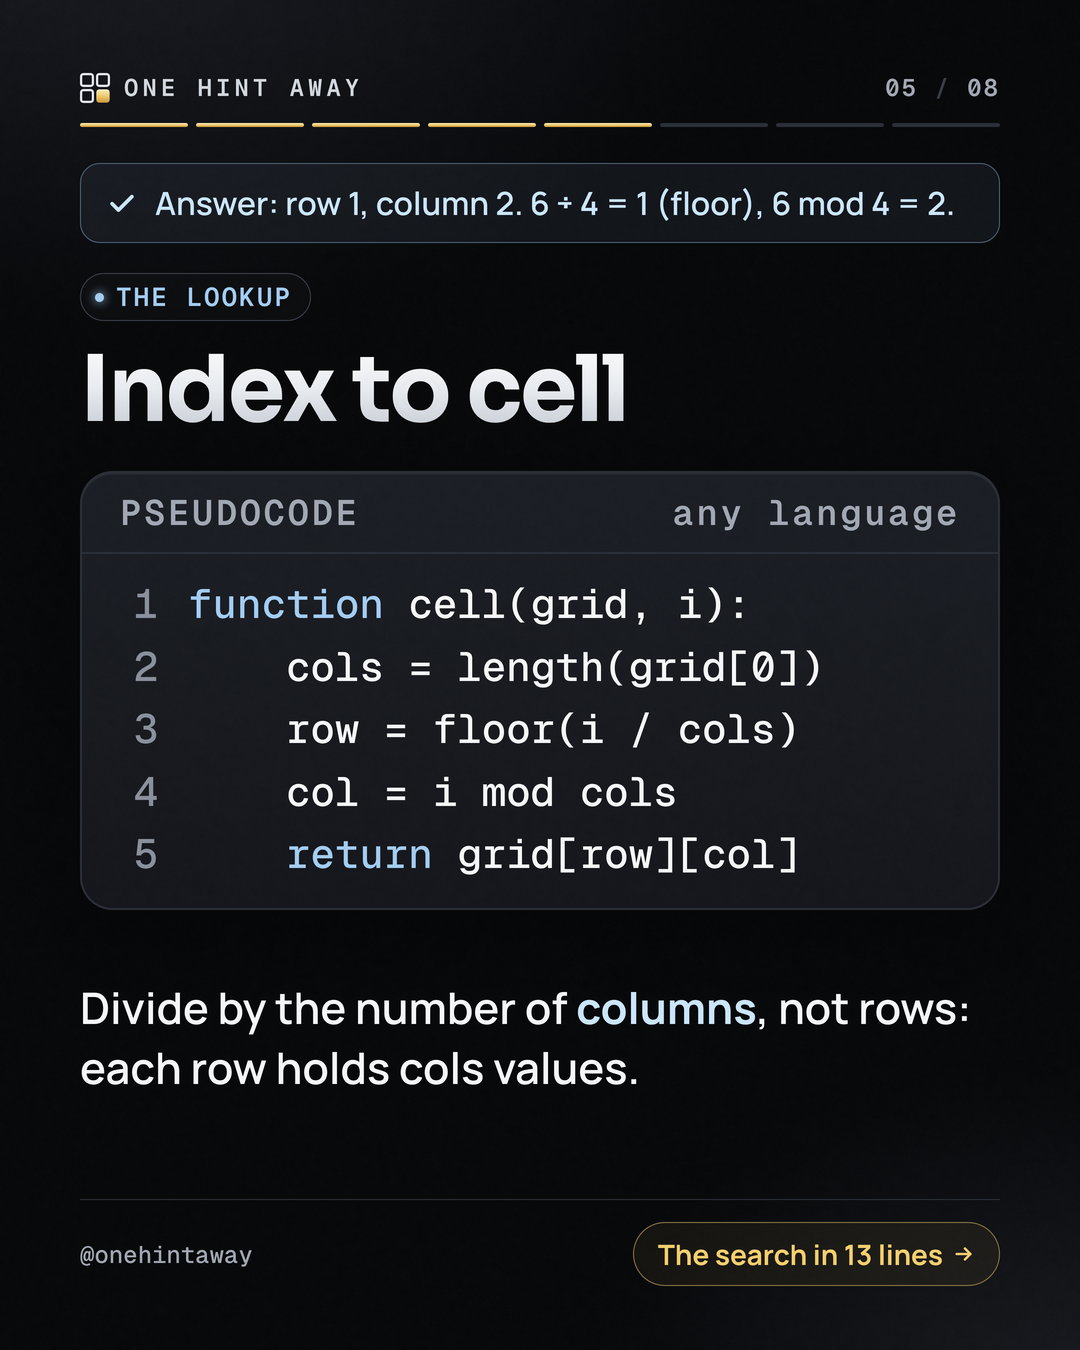 ONE HINT AWAY
05 / 08
Answer: row 1, column 2. 6 ÷ 4 = 1 (floor), 6 mod 4 = 2.
THE LOOKUP
Index to cell
PSEUDOCODE
any language
1 function cell(grid, i):
2     cols = length(grid[0])
3     row = floor(i / cols)
4     col = i mod cols
5     return grid[row][col]
Divide by the number of columns, not rows:
each row holds cols values.
@onehintaway
The search in 13 lines →